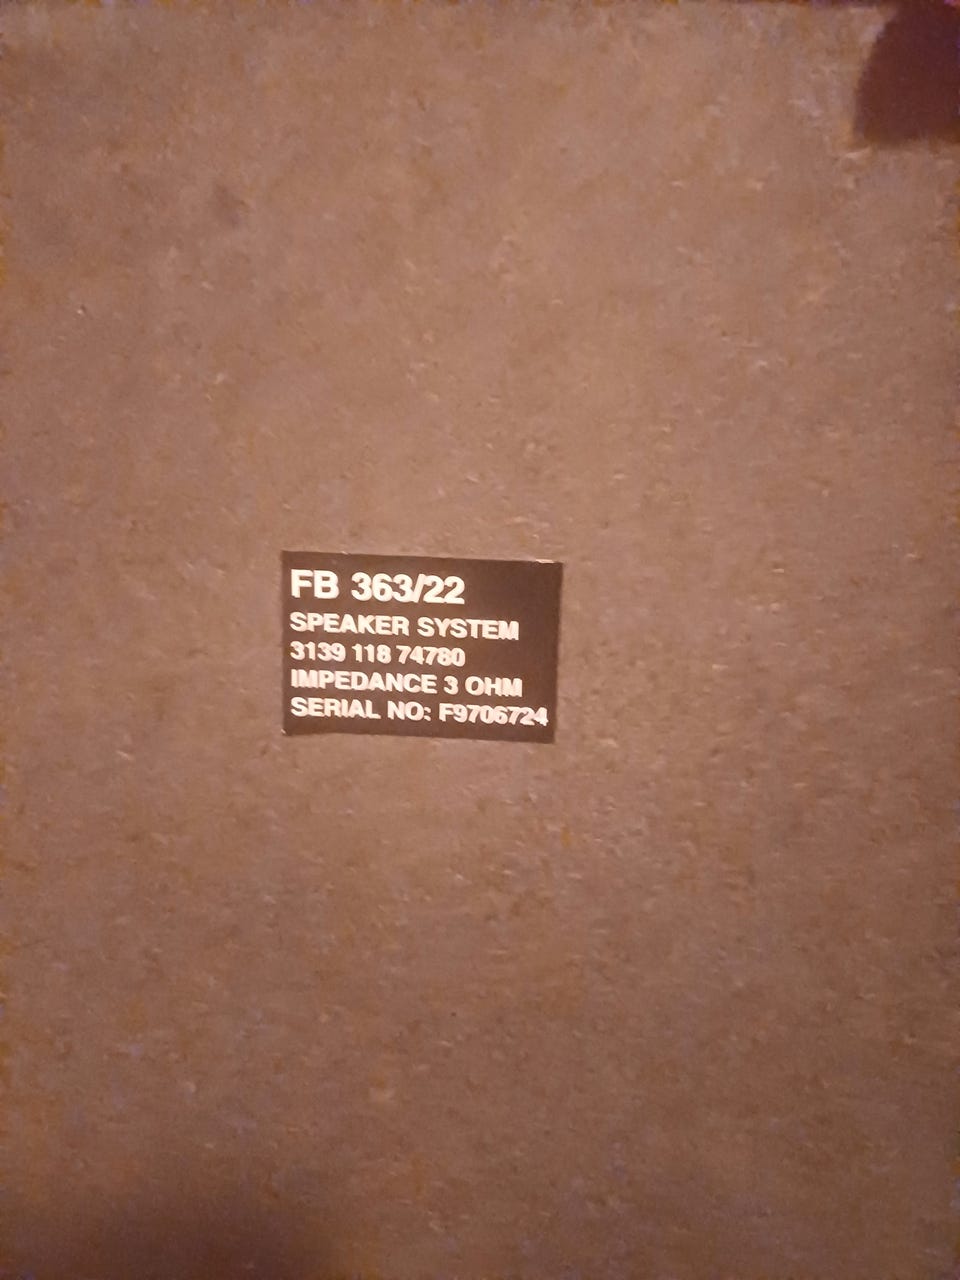 FB 363/22
SPEAKER SYSTEM
3139 118 74780
IMPEDANCE 3 OHM
SERIAL NO: F9706724